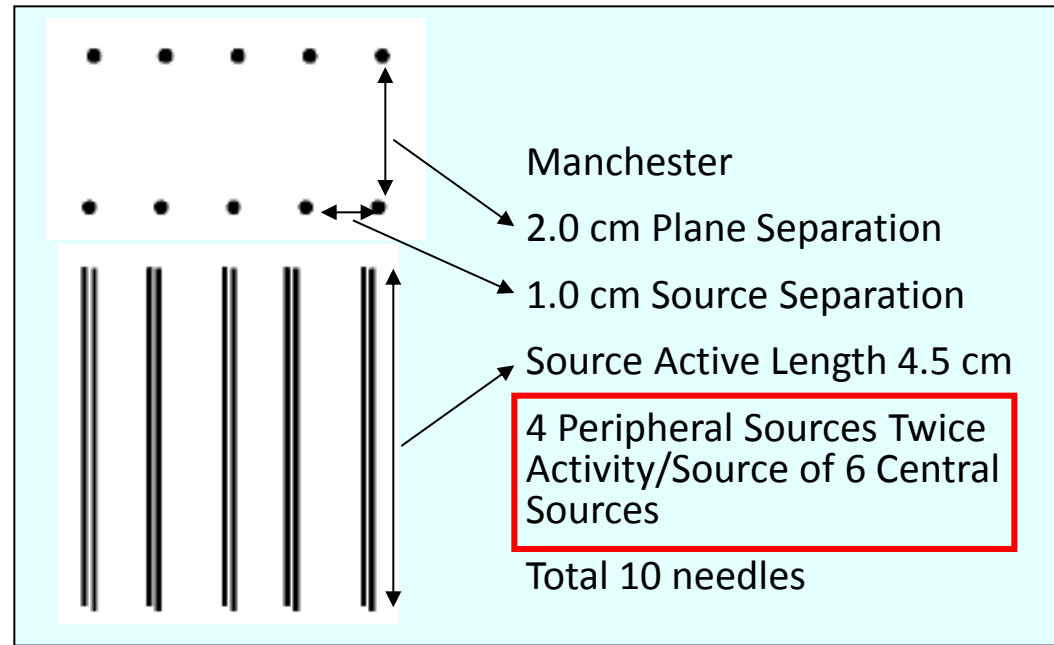 Manchester
2.0 cm Plane Separation
1.0 cm Source Separation
Source Active Length 4.5 cm
4 Peripheral Sources Twice
Activity/Source of 6 Central
Sources
Total 10 needles